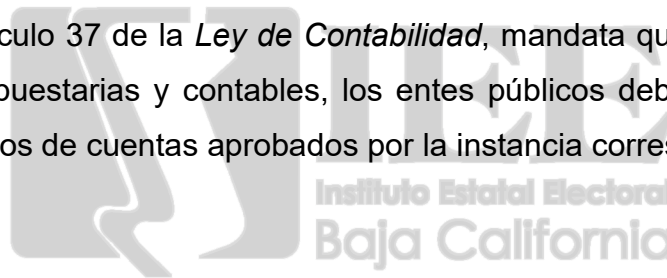 culo 37 de la Ley de Contabilidad, mandata qu
puestarias y contables, los entes públicos deb
os de cuentas aprobados por la instancia corres
IEE
Instituto Estatal Electoral
Baja California